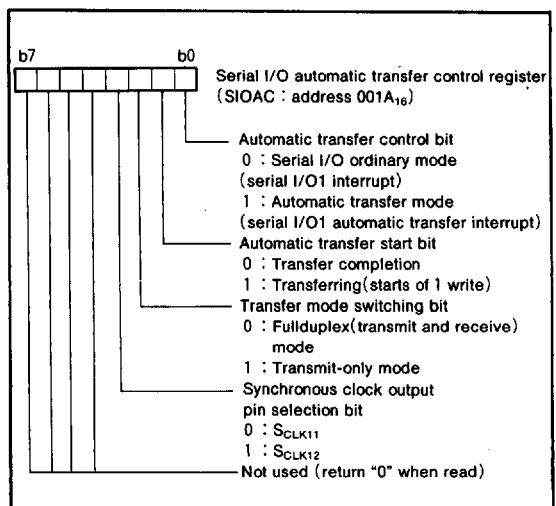 b7 b0
Serial I/O automatic transfer control register
(SIOAC : address 001A₁₆)
Automatic transfer control bit
0 : Serial I/O ordinary mode
(serial I/O1 interrupt)
1 : Automatic transfer mode
(serial I/O1 automatic transfer interrupt)
Automatic transfer start bit
0 : Transfer completion
1 : Transferring(starts of 1 write)
Transfer mode switching bit
0 : Fullduplex(transmit and receive)
mode
1 : Transmit-only mode
Synchronous clock output
pin selection bit
0 : S_CLK11
1 : S_CLK12
Not used (return "0" when read)